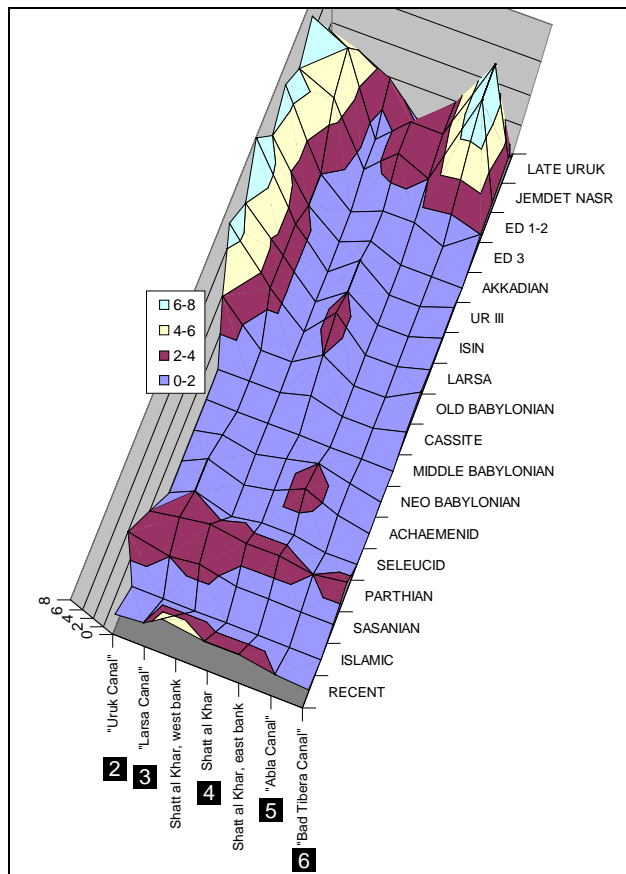 LATE URUK
JEMDET NASR
ED 1-2
ED 3
AKKADIAN
UR III
ISIN
LARSA
OLD BABYLONIAN
CASSITE
MIDDLE BABYLONIAN
NEO BABYLONIAN
ACHAEMENID
SELEUCID
PARTHIAN
SASANIAN
ISLAMIC
RECENT
6-8
4-6
2-4
0-2
8
6
4
2
0
"Uruk Canal"
"Larsa Canal"
Shatt al Khar, west bank
Shatt al Khar
Shatt al Khar, east bank
"Abla Canal"
"Bad Tibera Canal"
2
3
4
5
6